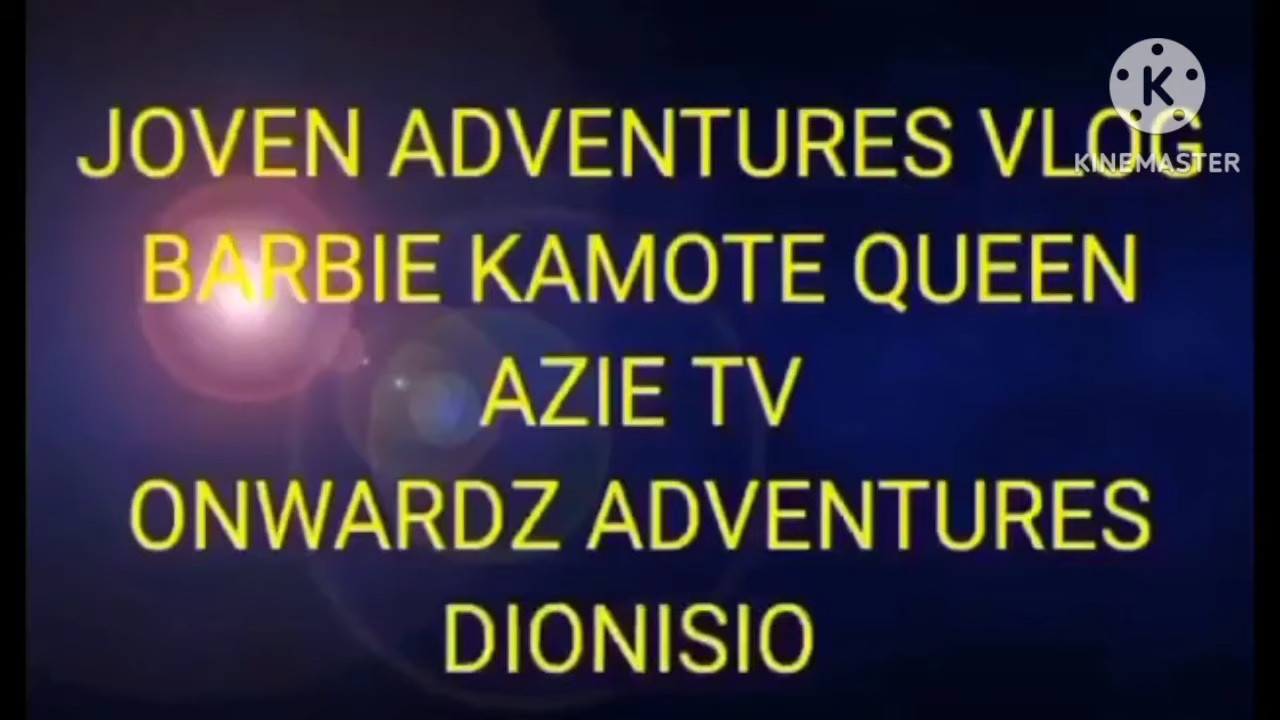 JOVEN ADVENTURES VLOG
KINEMASTER
BARBIE KAMOTE QUEEN
AZIE TV
ONWARDZ ADVENTURES
DIONISIO